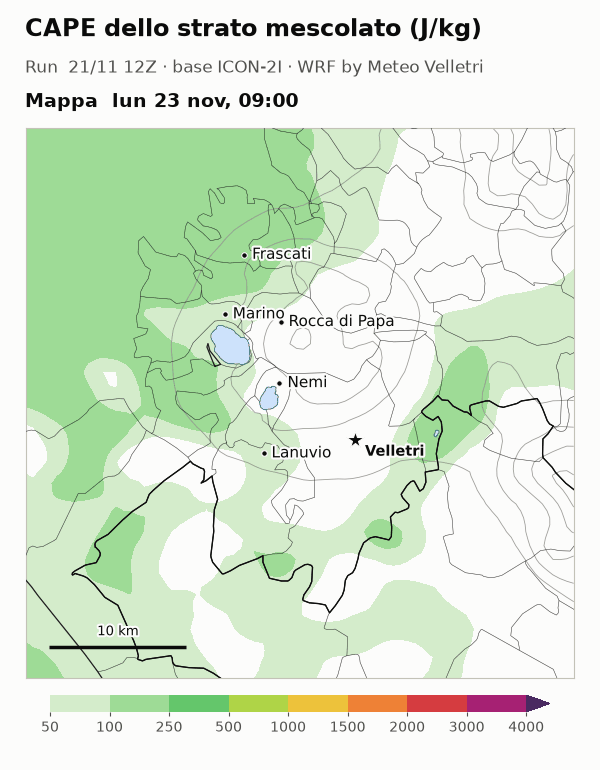 CAPE dello strato mescolato (J/kg)
Run 21/11 12Z · base ICON-2I · WRF by Meteo Velletri
Mappa lun 23 nov, 09:00
Frascati
Marino
Rocca di Papa
Nemi
Velletri
Lanuvio
10 km
50 100 250 500 1000 1500 2000 3000 4000